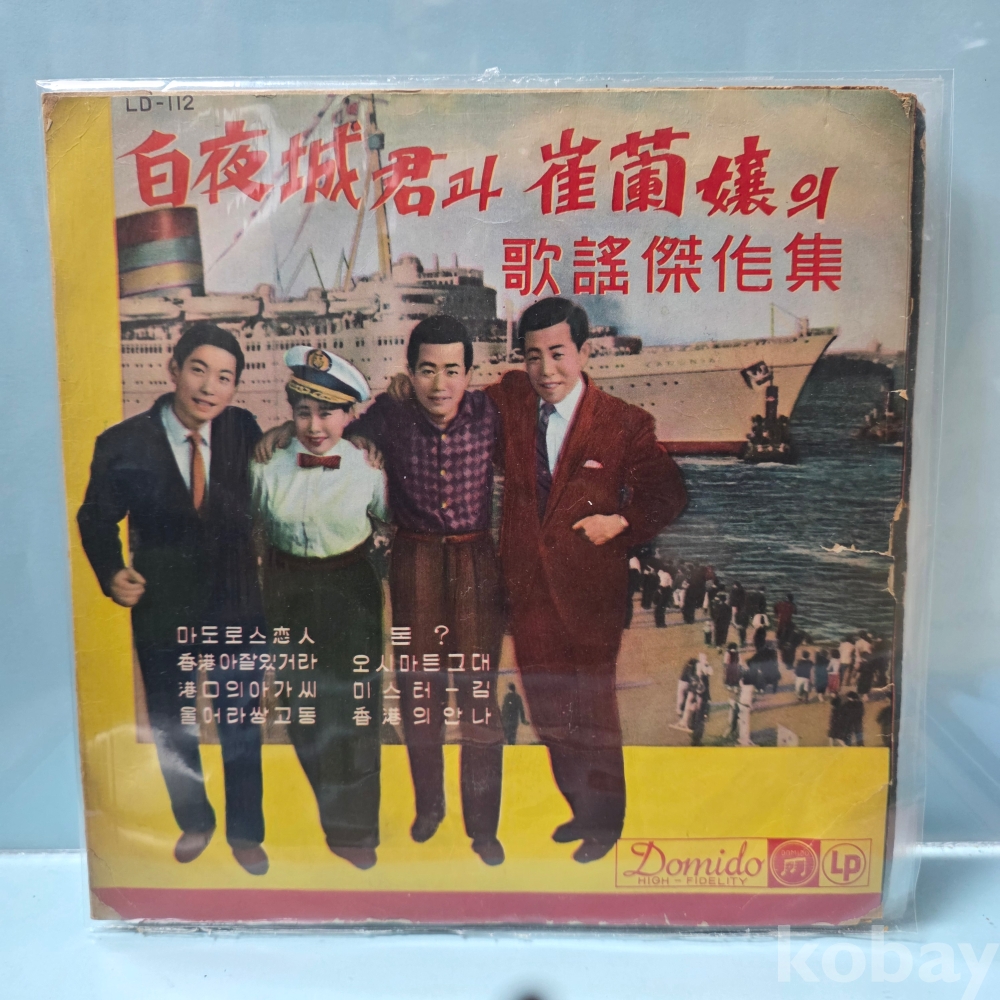 LD-112
白夜城君과 崔蘭孃의
歌謠傑作集
마도로스恋人
香港아잘있거라
港口의아가씨
울어라쌍고동
돈?
오시마든그대
미스터-김
香港의안나
Domido
HIGH-FIDELITY
LP
kobay